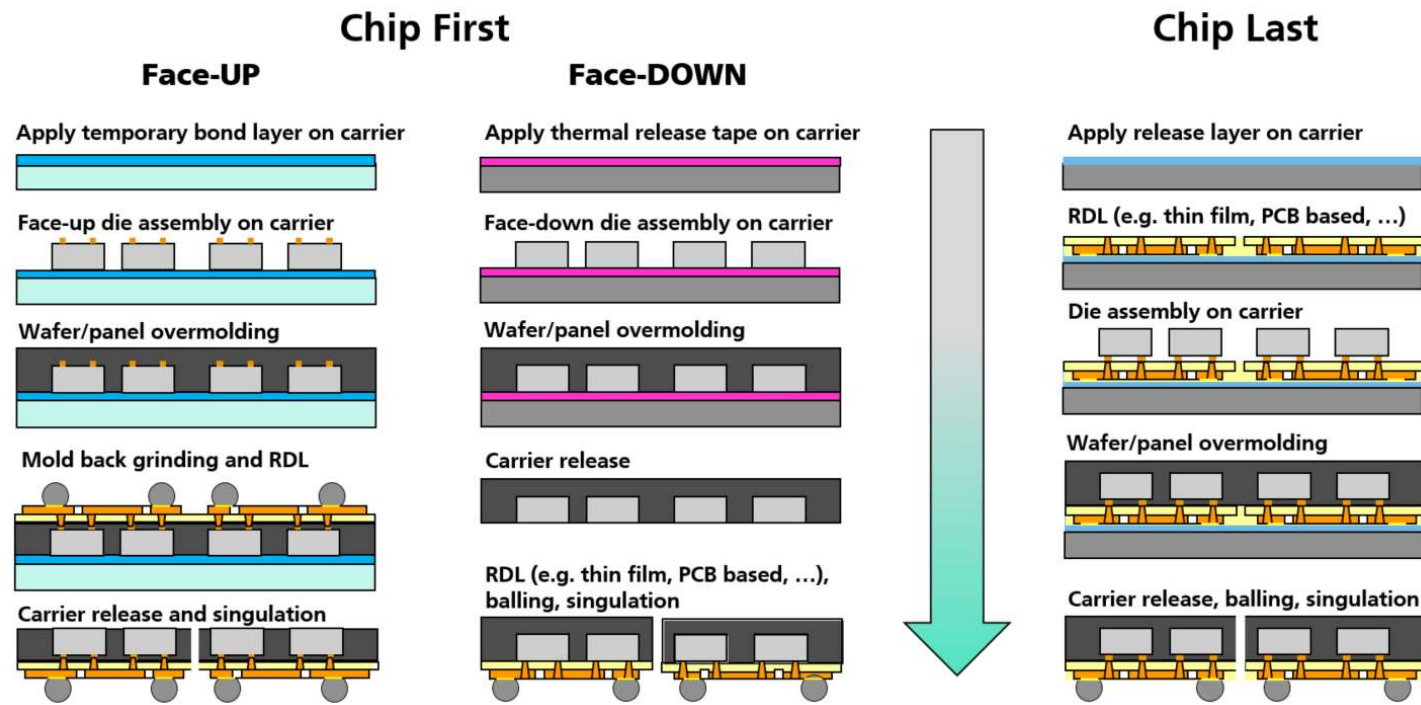 Chip First
Chip Last
Face-UP
Face-DOWN
Apply temporary bond layer on carrier
Face-up die assembly on carrier
Wafer/panel overmolding
Mold back grinding and RDL
Carrier release and singulation
Apply thermal release tape on carrier
Face-down die assembly on carrier
Wafer/panel overmolding
Carrier release
RDL (e.g. thin film, PCB based, ...),
balling, singulation
Apply release layer on carrier
RDL (e.g. thin film, PCB based, ...)
Die assembly on carrier
Wafer/panel overmolding
Carrier release, balling, singulation